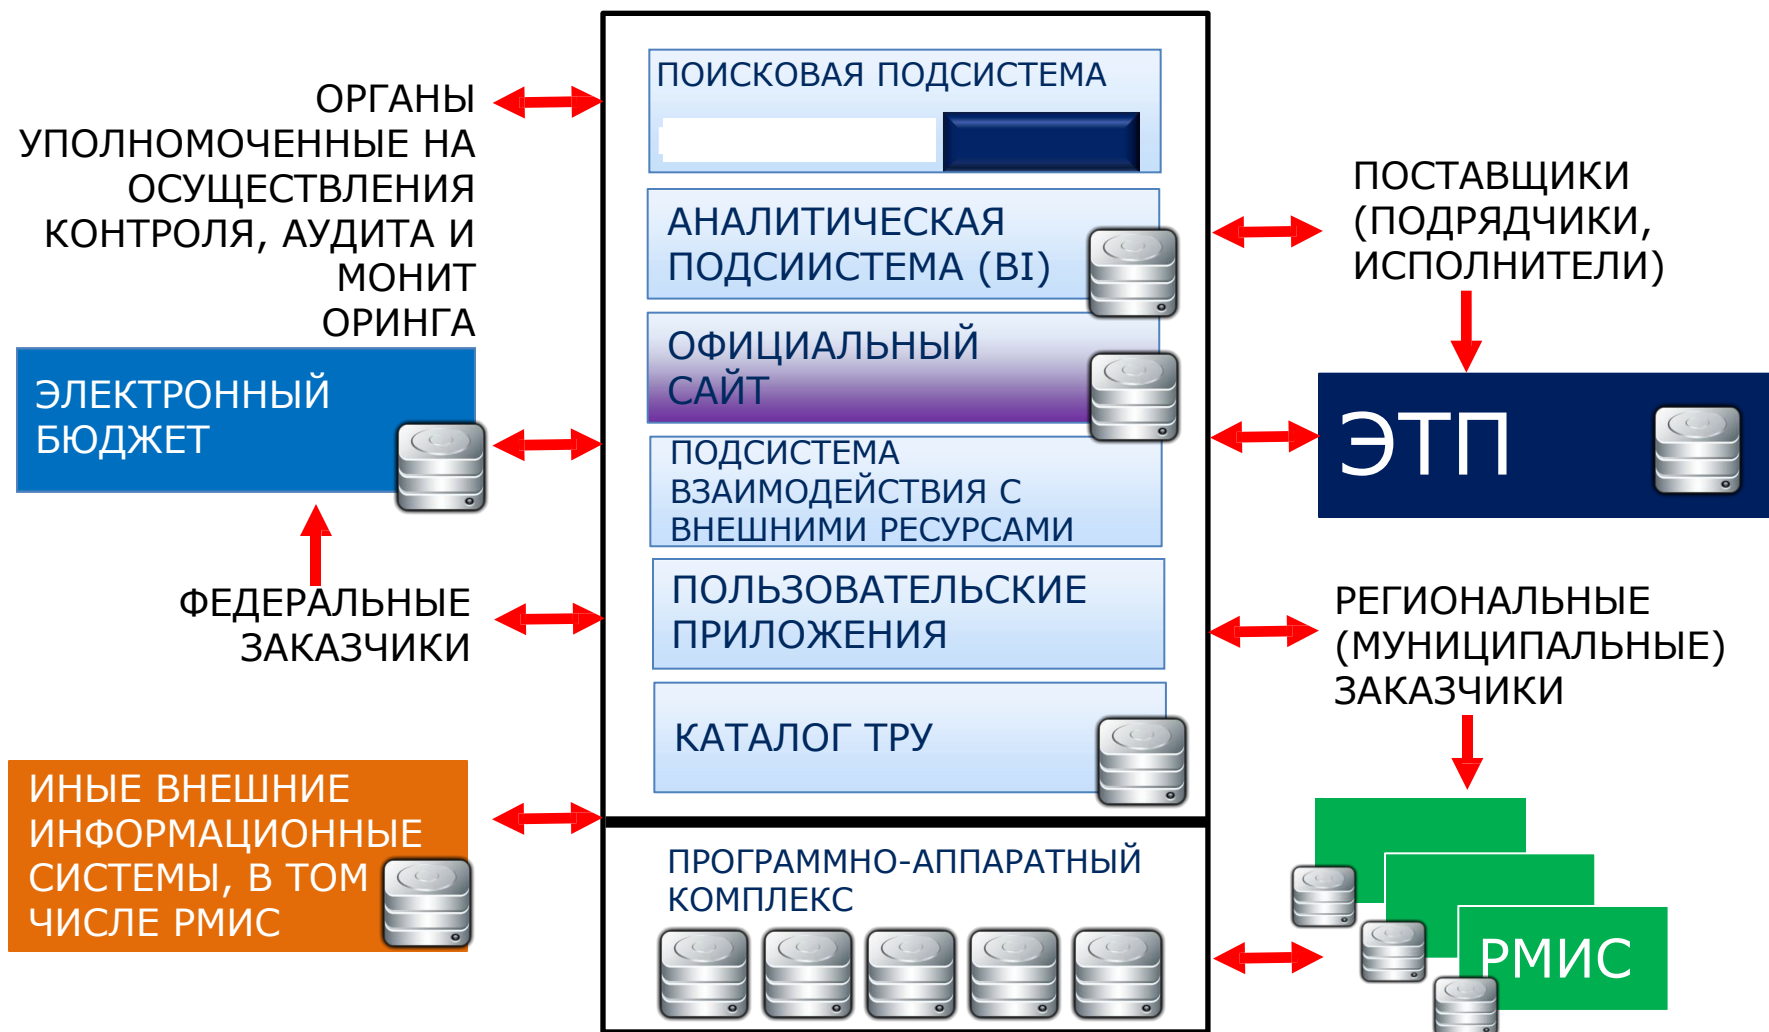 ОРГАНЫ
УПОЛНОМОЧЕННЫЕ НА
ОСУЩЕСТВЛЕНИЯ
КОНТРОЛЯ, АУДИТА И
МОНИТ
ОРИНГА
ЭЛЕКТРОННЫЙ
БЮДЖЕТ
ФЕДЕРАЛЬНЫЕ
ЗАКАЗЧИКИ
ИНЫЕ ВНЕШНИЕ
ИНФОРМАЦИОННЫЕ
СИСТЕМЫ, В ТОМ
ЧИСЛЕ РМИС
ПОИСКОВАЯ ПОДСИСТЕМА
АНАЛИТИЧЕСКАЯ
ПОДСИИСТЕМА (BI)
ОФИЦИАЛЬНЫЙ
САЙТ
ПОДСИСТЕМА
ВЗАИМОДЕЙСТВИЯ С
ВНЕШНИМИ РЕСУРСАМИ
ПОЛЬЗОВАТЕЛЬСКИЕ
ПРИЛОЖЕНИЯ
КАТАЛОГ ТРУ
ПРОГРАММНО-АППАРАТНЫЙ
КОМПЛЕКС
ПОСТАВЩИКИ
(ПОДРЯДЧИКИ,
ИСПОЛНИТЕЛИ)
ЭТП
РЕГИОНАЛЬНЫЕ
(МУНИЦИПАЛЬНЫЕ)
ЗАКАЗЧИКИ
РМИС